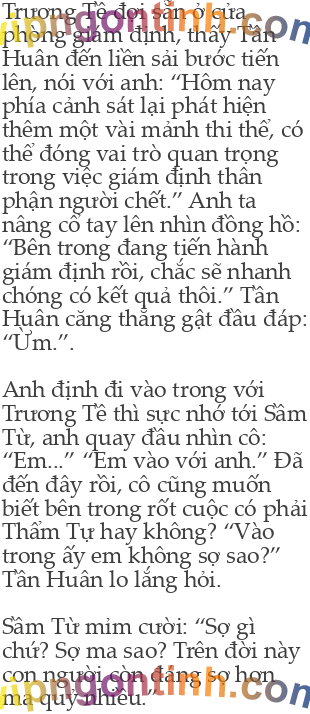 Trương Tề đợi sẵn ở cửa
phòng giám định, thấy Tần
Huân đến liền sải bước tiến
lên, nói với anh: “Hôm nay
phía cảnh sát lại phát hiện
thêm một vài mảnh thi thể, có
thể đóng vai trò quan trọng
trong việc giám định thân
phận người chết.” Anh ta
nâng cổ tay lên nhìn đồng hồ:
“Bên trong đang tiến hành
giám định rồi, chắc sẽ nhanh
chóng có kết quả thôi.” Tần
Huân căng thẳng gật đầu đáp:
“Ừm.”.
Anh định đi vào trong với
Trương Tề thì sực nhớ tới Sầm
Từ, anh quay đầu nhìn cô:
“Em...” “Em vào với anh.” Đã
đến đây rồi, cô cũng muốn
biết bên trong rốt cuộc có phải
Thẩm Tự hay không? “Vào
trong ấy em không sợ sao?”
Tần Huân lo lắng hỏi.
Sầm Từ mỉm cười: “Sợ gì
chứ? Sợ ma sao? Trên đời này
con người còn đáng sợ hơn
ma quỷ nhiều.”